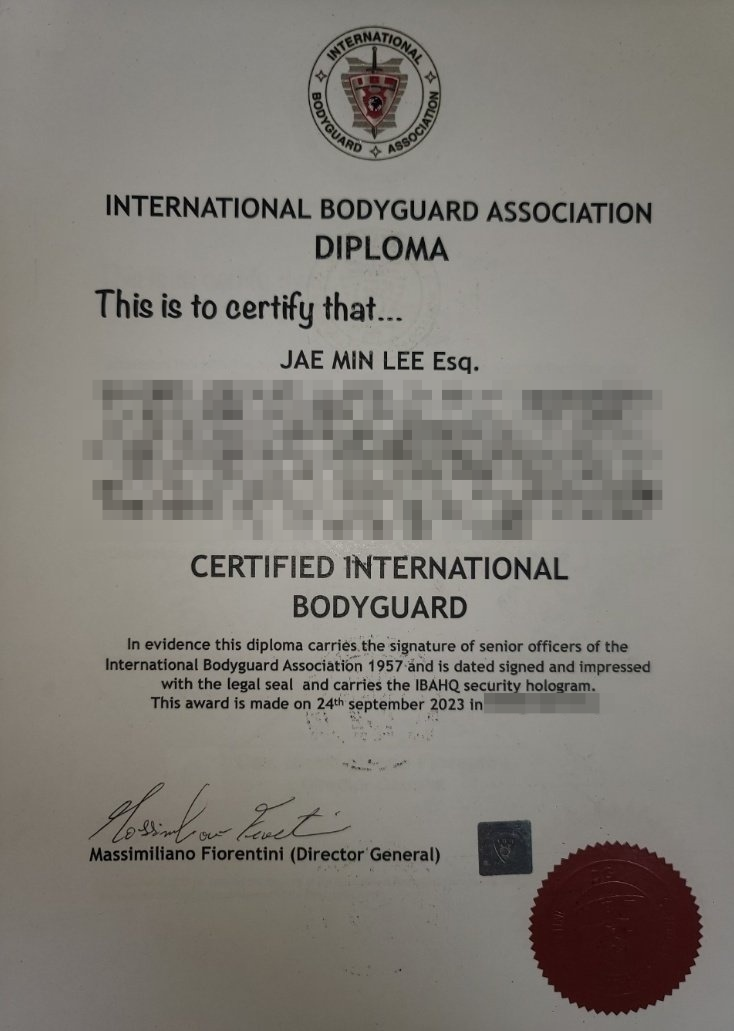 INTERNATIONAL BODYGUARD ASSOCIATION
IBA
INTERNATIONAL BODYGUARD ASSOCIATION
DIPLOMA
This is to certify that...
JAE MIN LEE Esq.
CERTIFIED INTERNATIONAL
BODYGUARD
In evidence this diploma carries the signature of senior officers of the
International Bodyguard Association 1957 and is dated signed and impressed
with the legal seal and carries the IBAHQ security hologram.
This award is made on 24th september 2023 in
Massimiliano Fiorentini (Director General)